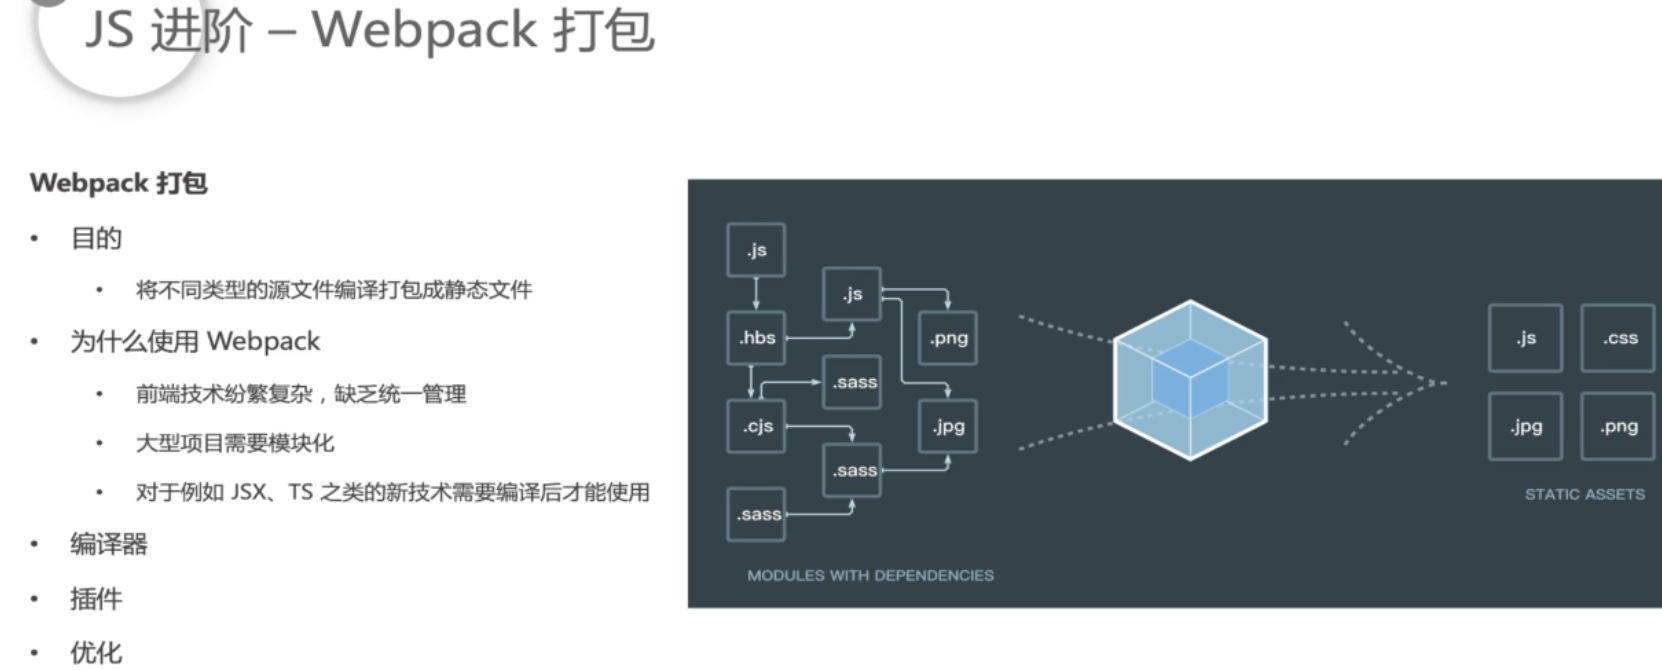 JS 进阶 – Webpack 打包
Webpack 打包
• 目的
• 将不同类型的源文件编译打包成静态文件
• 为什么使用 Webpack
• 前端技术纷繁复杂，缺乏统一管理
• 大型项目需要模块化
• 对于例如 JSX、TS 之类的新技术需要编译后才能使用
• 编译器
• 插件
• 优化
.js
.js
.hbs
.png
.sass
.cjs
.jpg
.sass
.sass
MODULES WITH DEPENDENCIES
.js
.css
.jpg
.png
STATIC ASSETS